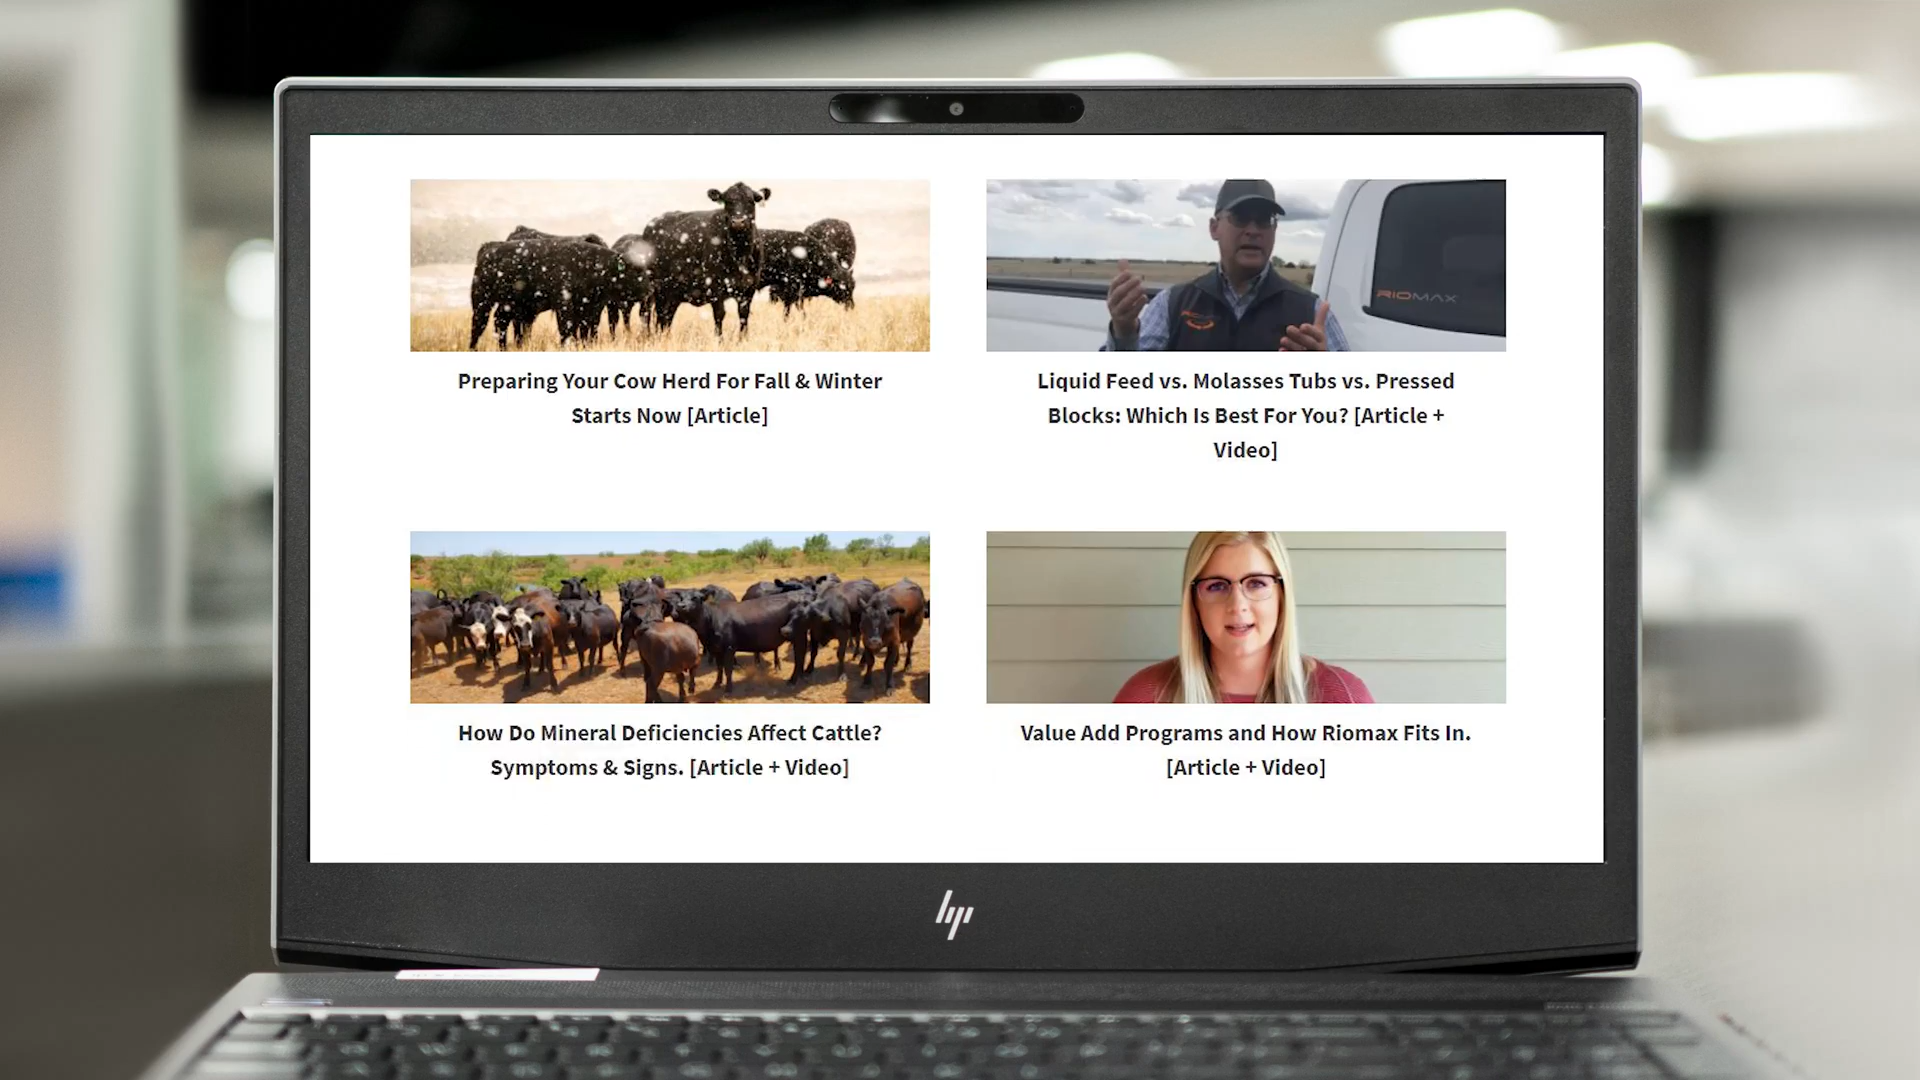 RIOMAX
Preparing Your Cow Herd For Fall & Winter
Starts Now [Article]
Liquid Feed vs. Molasses Tubs vs. Pressed
Blocks: Which Is Best For You? [Article +
Video]
How Do Mineral Deficiencies Affect Cattle?
Symptoms & Signs. [Article + Video]
Value Add Programs and How Riomax Fits In.
[Article + Video]
hp